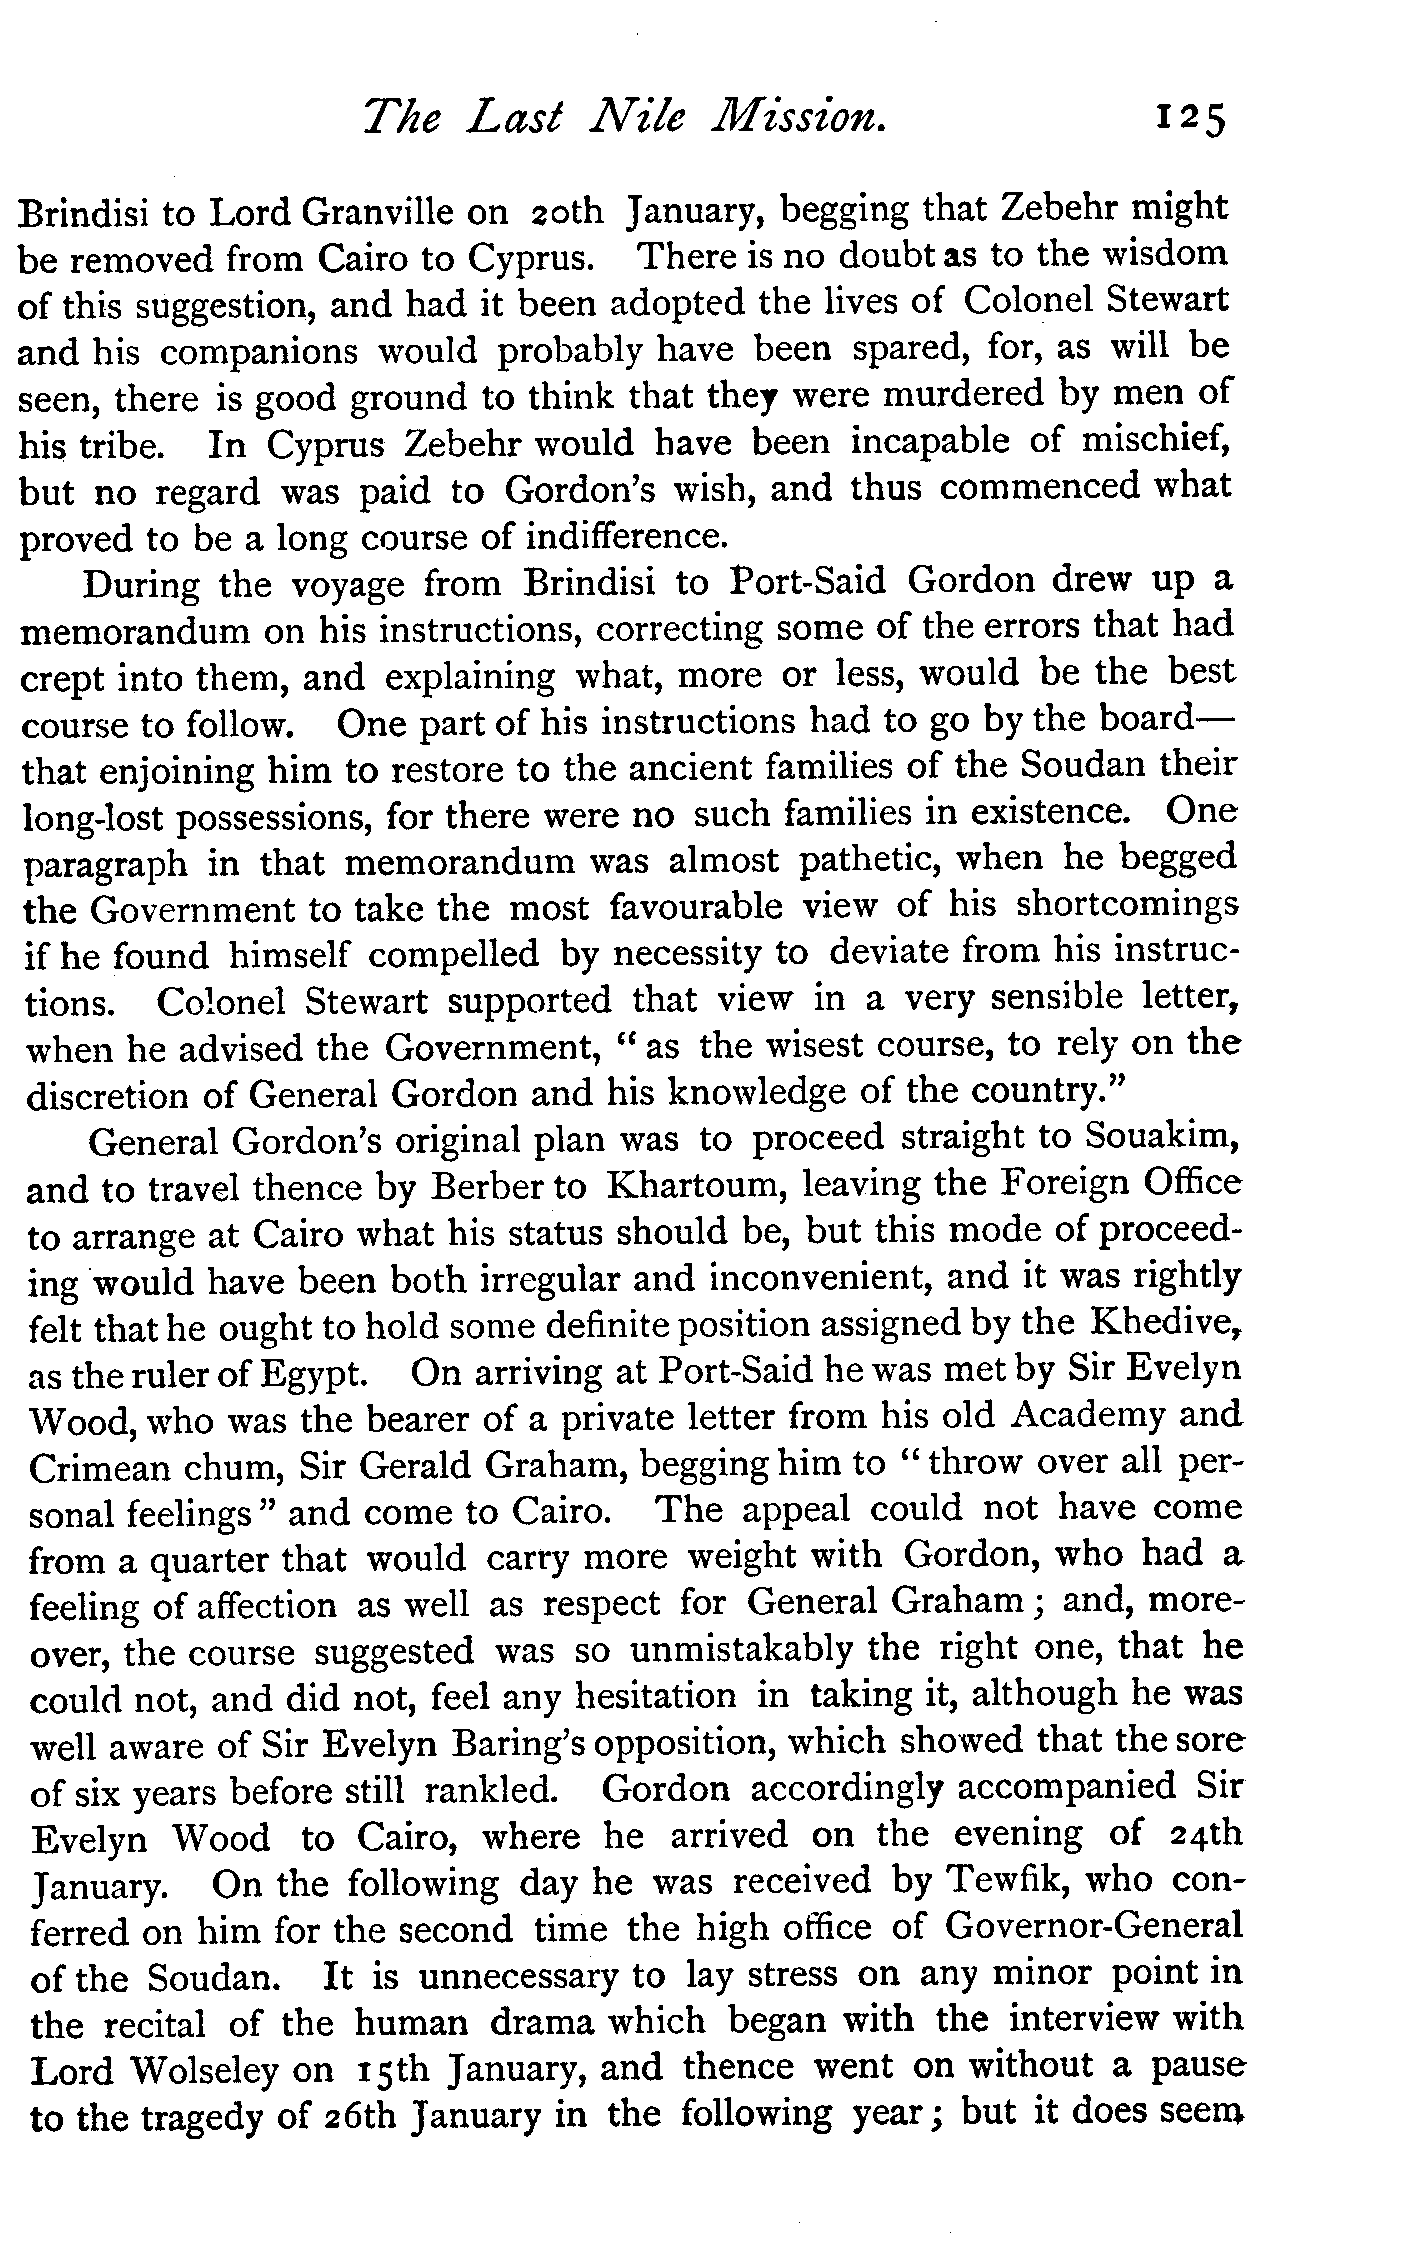 The Last Nile Mission. 125
Brindisi to Lord Granville on 20th January, begging that Zebehr might
be removed from Cairo to Cyprus. There is no doubt as to the wisdom
of this suggestion, and had it been adopted the lives of Colonel Stewart
and his companions would probably have been spared, for, as will be
seen, there is good ground to think that they were murdered by men of
his tribe. In Cyprus Zebehr would have been incapable of mischief,
but no regard was paid to Gordon's wish, and thus commenced what
proved to be a long course of indifference.
During the voyage from Brindisi to Port-Said Gordon drew up a
memorandum on his instructions, correcting some of the errors that had
crept into them, and explaining what, more or less, would be the best
course to follow. One part of his instructions had to go by the board—
that enjoining him to restore to the ancient families of the Soudan their
long-lost possessions, for there were no such families in existence. One
paragraph in that memorandum was almost pathetic, when he begged
the Government to take the most favourable view of his shortcomings
if he found himself compelled by necessity to deviate from his instruc-
tions. Colonel Stewart supported that view in a very sensible letter,
when he advised the Government, "as the wisest course, to rely on the
discretion of General Gordon and his knowledge of the country."
General Gordon's original plan was to proceed straight to Souakim,
and to travel thence by Berber to Khartoum, leaving the Foreign Office
to arrange at Cairo what his status should be, but this mode of proceed-
ing would have been both irregular and inconvenient, and it was rightly
felt that he ought to hold some definite position assigned by the Khedive,
as the ruler of Egypt. On arriving at Port-Said he was met by Sir Evelyn
Wood, who was the bearer of a private letter from his old Academy and
Crimean chum, Sir Gerald Graham, begging him to "throw over all per-
sonal feelings" and come to Cairo. The appeal could not have come
from a quarter that would carry more weight with Gordon, who had a
feeling of affection as well as respect for General Graham; and, more-
over, the course suggested was so unmistakably the right one, that he
could not, and did not, feel any hesitation in taking it, although he was
well aware of Sir Evelyn Baring's opposition, which showed that the sore
of six years before still rankled. Gordon accordingly accompanied Sir
Evelyn Wood to Cairo, where he arrived on the evening of 24th
January. On the following day he was received by Tewfik, who con-
ferred on him for the second time the high office of Governor-General
of the Soudan. It is unnecessary to lay stress on any minor point in
the recital of the human drama which began with the interview with
Lord Wolseley on 15th January, and thence went on without a pause
to the tragedy of 26th January in the following year; but it does seem